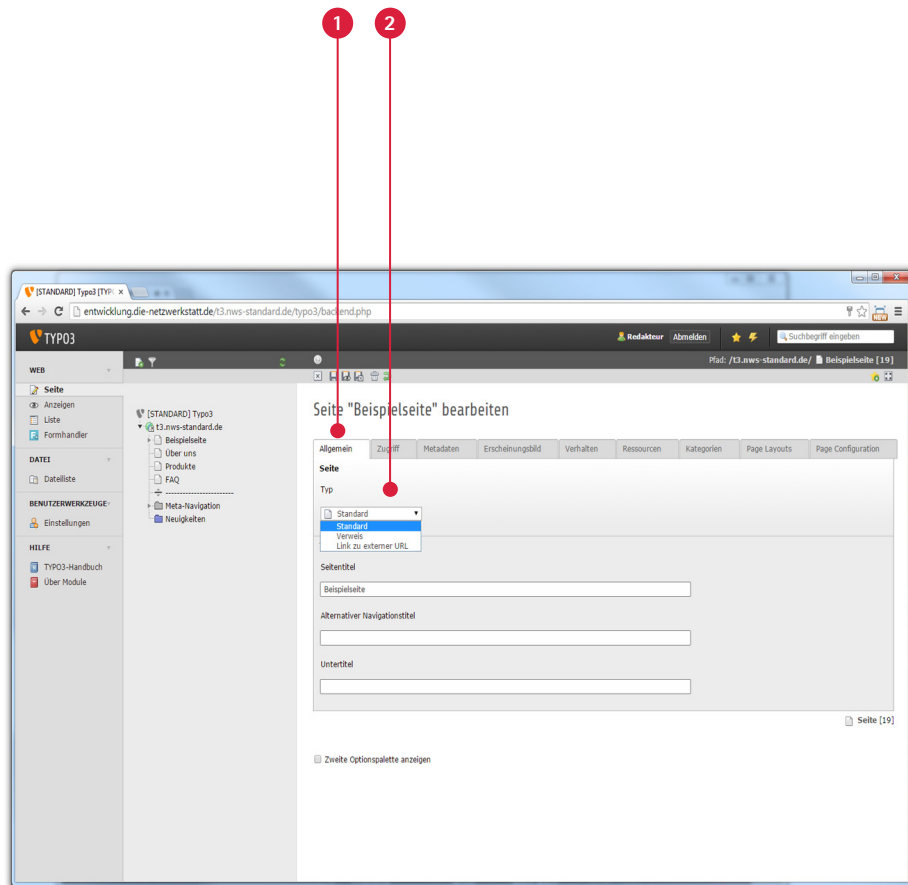 1 2
[STANDARD] Typo3 [TYP
entwicklung.die-netzwerkstatt.de/t3.nws-standard.de/typo3/backend.php
NEW
TYPO3
Redakteur Abmelden Suchbegriff eingeben
Pfad: /t3.nws-standard.de/ Beispielseite [19]
WEB
Seite
Anzeigen
Liste
Formhandler
DATEI
Dateiliste
BENUTZERWERKZEUGE
Einstellungen
HILFE
TYPO3-Handbuch
Über Module
[STANDARD] Typo3
t3.nws-standard.de
Beispielseite
Über uns
Produkte
FAQ
------------------------
Meta-Navigation
Neuigkeiten
Seite "Beispielseite" bearbeiten
Allgemein Zugriff Metadaten Erscheinungsbild Verhalten Ressourcen Kategorien Page Layouts Page Configuration
Seite
Typ
Standard
Standard
Verweis
Link zu externer URL
Seitentitel
Beispielseite
Alternativer Navigationstitel
Untertitel
Seite [19]
Zweite Optionspalette anzeigen